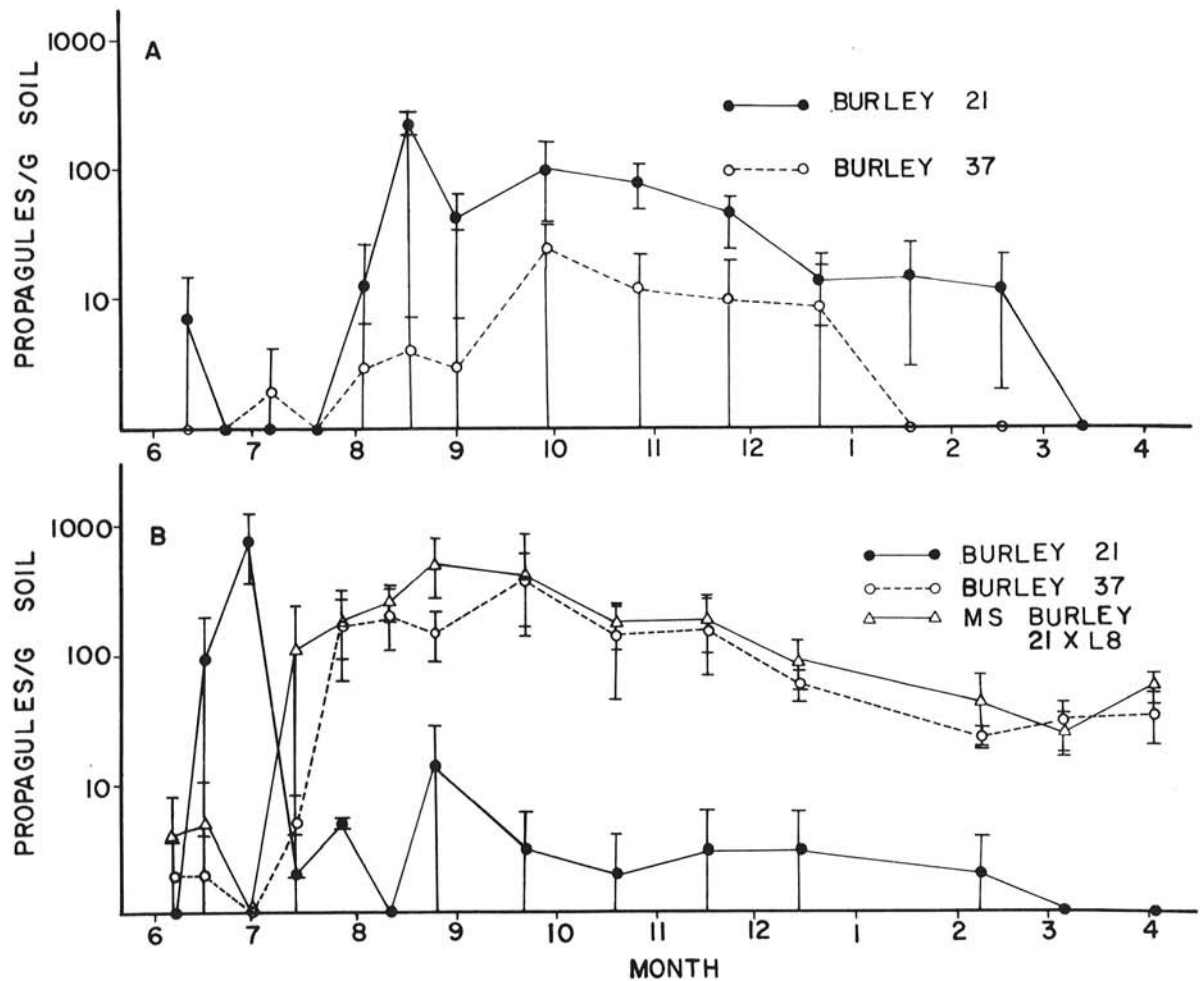 A
PROPAGULES/G SOIL
1000
100
10
BURLEY 21
BURLEY 37
6 7 8 9 10 11 12 1 2 3 4
B
PROPAGULES/G SOIL
1000
100
10
BURLEY 21
BURLEY 37
MS BURLEY
21 X L8
6 7 8 9 10 11 12 1 2 3 4
MONTH